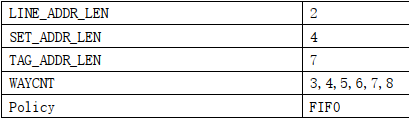 LINE_ADDR_LEN 2
SET_ADDR_LEN 4
TAG_ADDR_LEN 7
WAYCNT 3,4,5,6,7,8
Policy FIFO